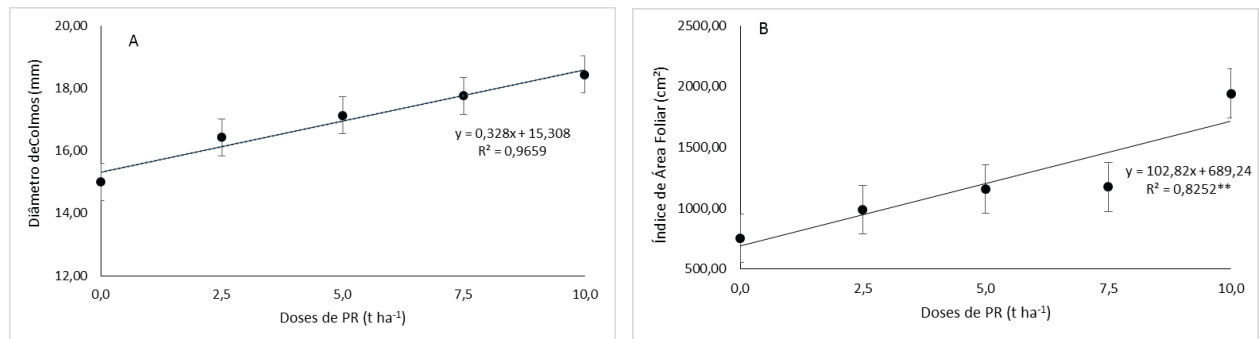 A
Diâmetro deColmos (mm)
20,00
18,00
16,00
14,00
12,00
y = 0,328x + 15,308
R² = 0,9659
0,0 2,5 5,0 7,5 10,0
Doses de PR (t ha⁻¹)
B
Índice de Área Foliar (cm²)
2500,00
2000,00
1500,00
1000,00
500,00
y = 102,82x + 689,24
R² = 0,8252**
0,0 2,5 5,0 7,5 10,0
Doses de PR (t ha⁻¹)